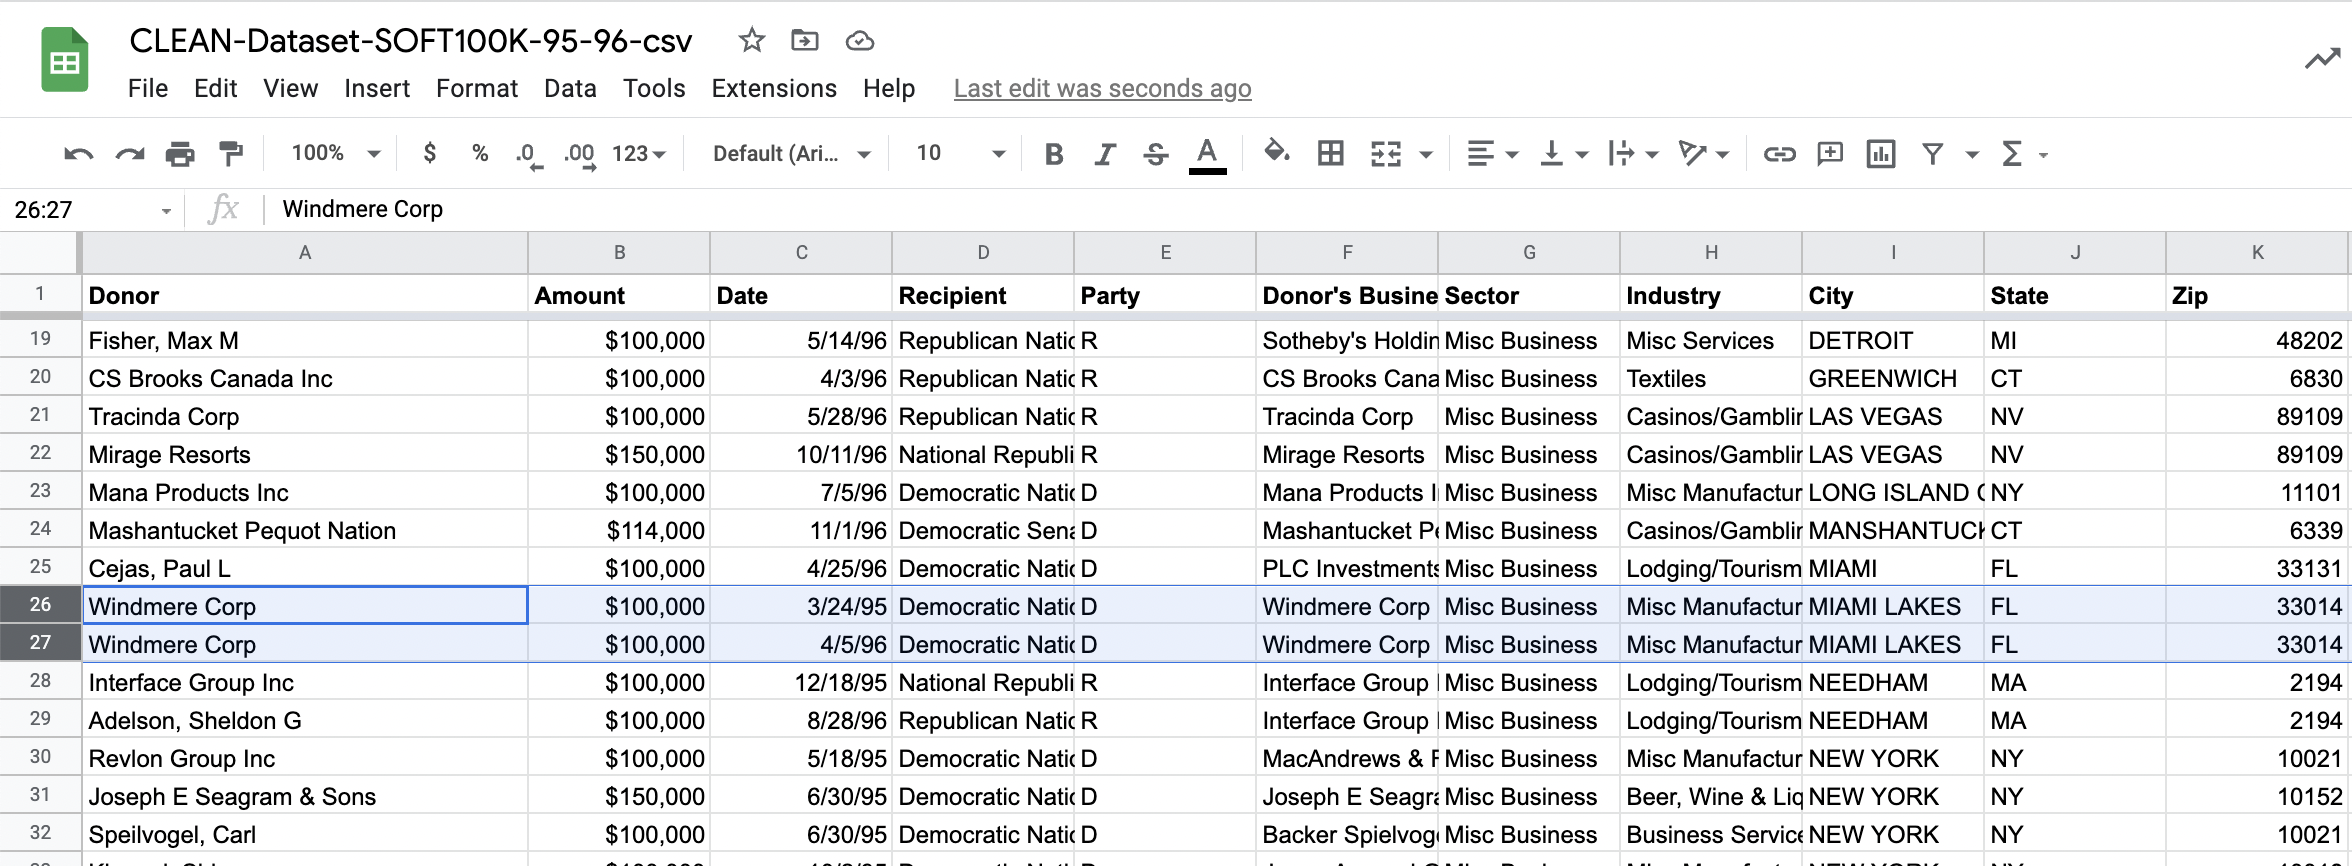 CLEAN-Dataset-SOFT100K-95-96-csv
File Edit View Insert Format Data Tools Extensions Help Last edit was seconds ago
100% $ % .0 .00 123 Default (Ari... 10 B I S A
26:27 fx Windmere Corp
A B C D E F G H I J K
1 Donor Amount Date Recipient Party Donor's Busine Sector Industry City State Zip
19 Fisher, Max M $100,000 5/14/96 Republican Natic R Sotheby's Holdin Misc Business Misc Services DETROIT MI 48202
20 CS Brooks Canada Inc $100,000 4/3/96 Republican Natic R CS Brooks Cana Misc Business Textiles GREENWICH CT 6830
21 Tracinda Corp $100,000 5/28/96 Republican Natic R Tracinda Corp Misc Business Casinos/Gamblir LAS VEGAS NV 89109
22 Mirage Resorts $150,000 10/11/96 National Republi R Mirage Resorts Misc Business Casinos/Gamblir LAS VEGAS NV 89109
23 Mana Products Inc $100,000 7/5/96 Democratic Natic D Mana Products I Misc Business Misc Manufactur LONG ISLAND C NY 11101
24 Mashantucket Pequot Nation $114,000 11/1/96 Democratic Sena D Mashantucket Pe Misc Business Casinos/Gamblir MANSHANTUCK CT 6339
25 Cejas, Paul L $100,000 4/25/96 Democratic Natic D PLC Investments Misc Business Lodging/Tourism MIAMI FL 33131
26 Windmere Corp $100,000 3/24/95 Democratic Natic D Windmere Corp Misc Business Misc Manufactur MIAMI LAKES FL 33014
27 Windmere Corp $100,000 4/5/96 Democratic Natic D Windmere Corp Misc Business Misc Manufactur MIAMI LAKES FL 33014
28 Interface Group Inc $100,000 12/18/95 National Republi R Interface Group Misc Business Lodging/Tourism NEEDHAM MA 2194
29 Adelson, Sheldon G $100,000 8/28/96 Republican Natic R Interface Group Misc Business Lodging/Tourism NEEDHAM MA 2194
30 Revlon Group Inc $100,000 5/18/95 Democratic Natic D MacAndrews & F Misc Business Misc Manufactur NEW YORK NY 10021
31 Joseph E Seagram & Sons $150,000 6/30/95 Democratic Natic D Joseph E Seagra Misc Business Beer, Wine & Liq NEW YORK NY 10152
32 Speilvogel, Carl $100,000 6/30/95 Democratic Natic D Backer Spielvog Misc Business Business Service NEW YORK NY 10021